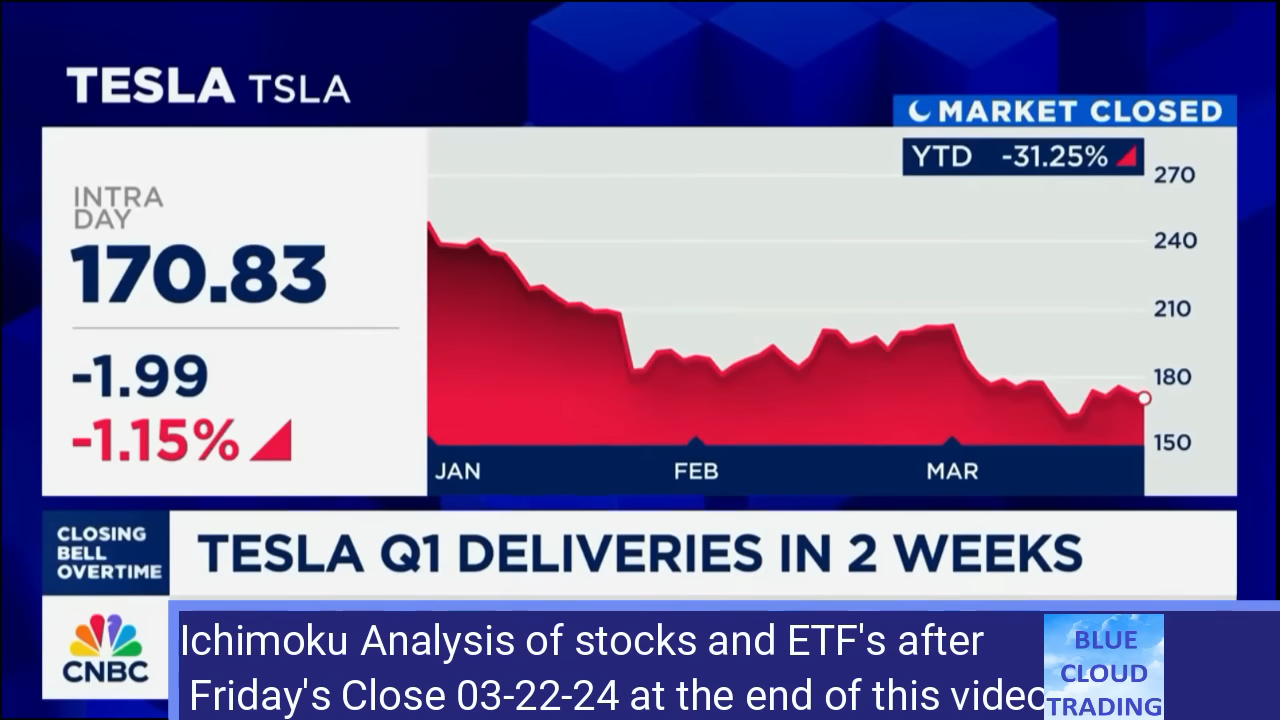 TESLA TSLA
MARKET CLOSED
YTD -31.25%
INTRA
DAY
170.83
-1.99
-1.15%
270
240
210
180
150
JAN FEB MAR
CLOSING
BELL
OVERTIME
TESLA Q1 DELIVERIES IN 2 WEEKS
CNBC
Ichimoku Analysis of stocks and ETF's after
Friday's Close 03-22-24 at the end of this video
BLUE
CLOUD
TRADING